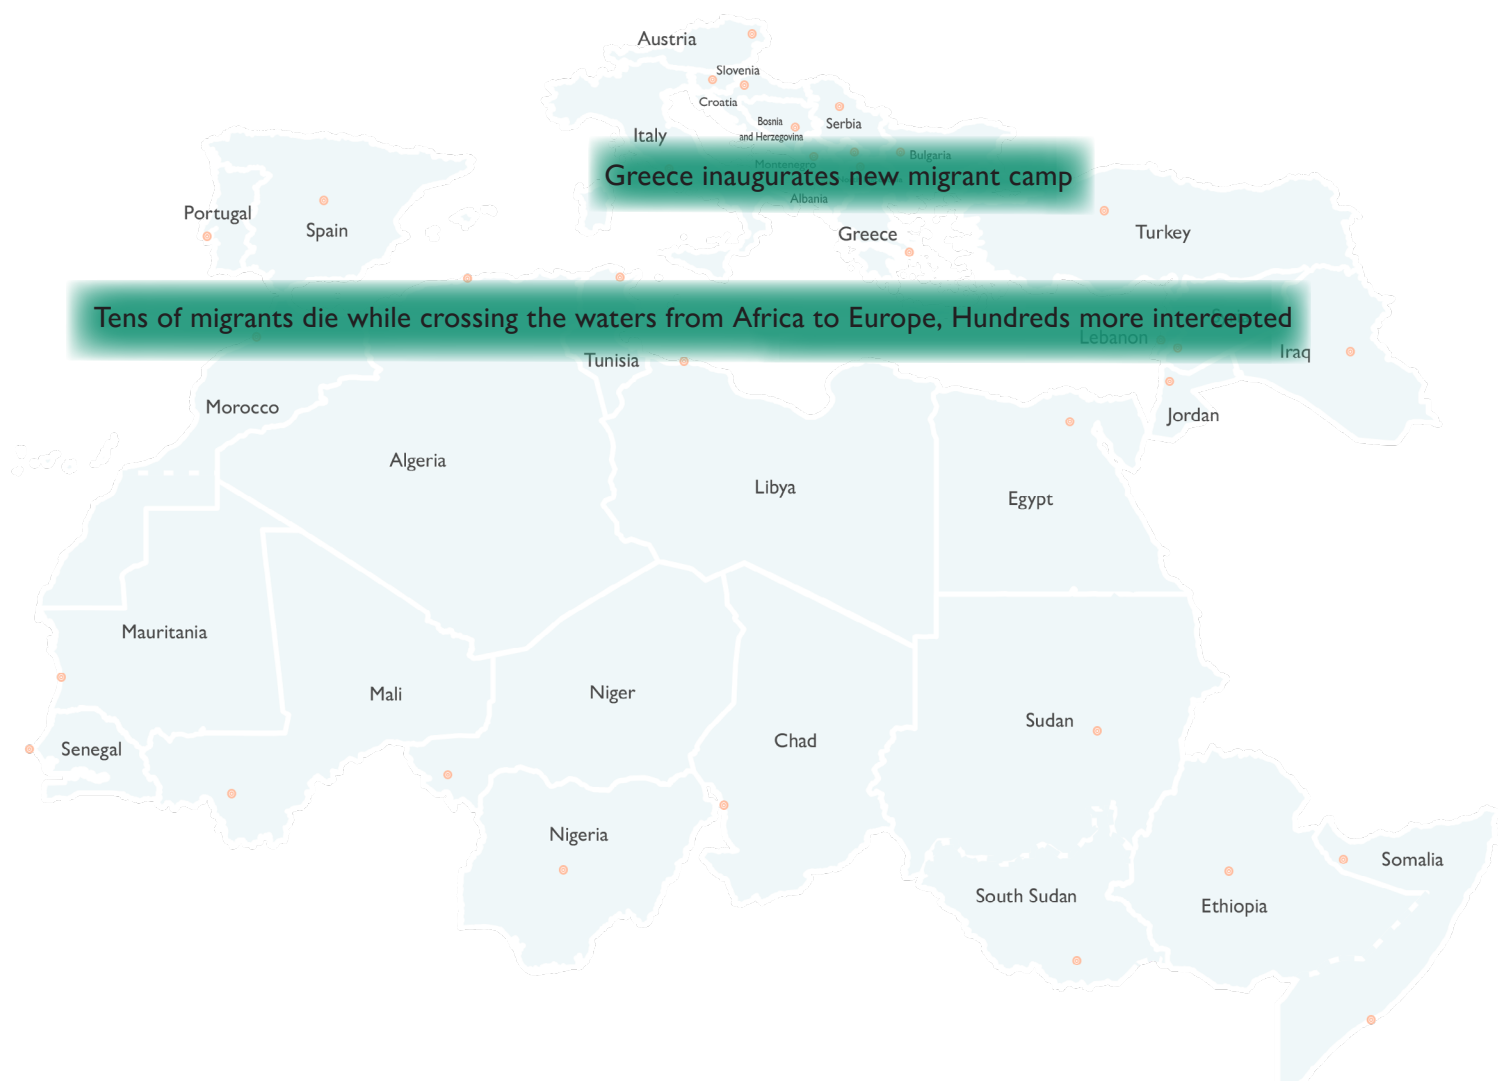 Austria
Slovenia
Croatia
Bosnia
and Herzegovina
Serbia
Italy
Bulgaria
Montenegro
Greece inaugurates new migrant camp
Albania
Portugal
Spain
Greece
Turkey
Tens of migrants die while crossing the waters from Africa to Europe, Hundreds more intercepted
Lebanon
Iraq
Tunisia
Morocco
Jordan
Algeria
Libya
Egypt
Mauritania
Mali
Niger
Sudan
Chad
Senegal
Nigeria
Somalia
South Sudan
Ethiopia